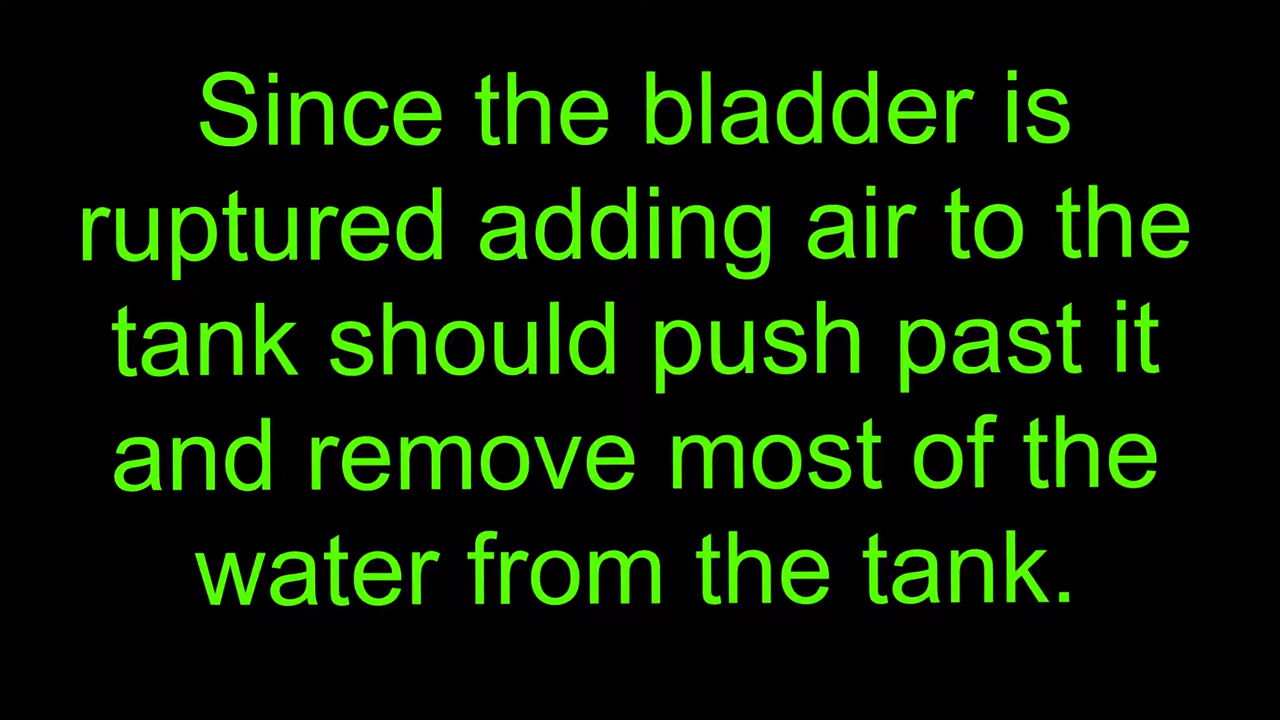 Since the bladder is
ruptured adding air to the
tank should push past it
and remove most of the
water from the tank.